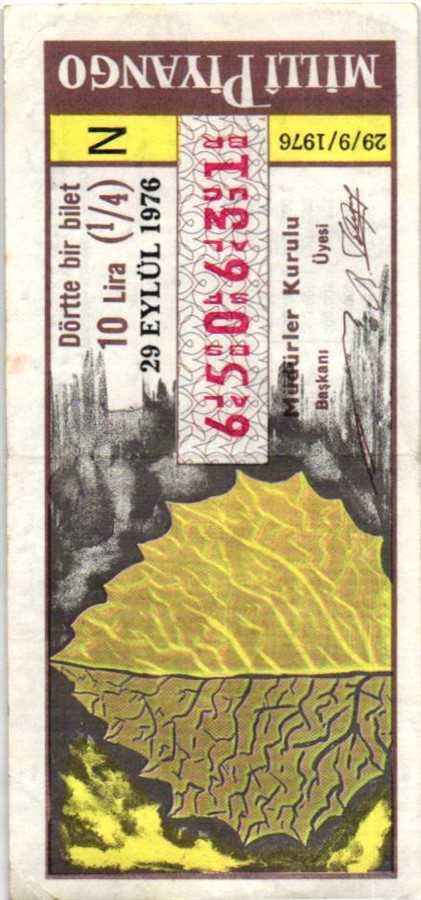 MİLLÎ PİYANGO
29/9/1976
N
Dörtte bir bilet
10 Lira (1/4)
29 EYLÜL 1976
650631
Müdürler Kurulu
Başkanı Üyesi